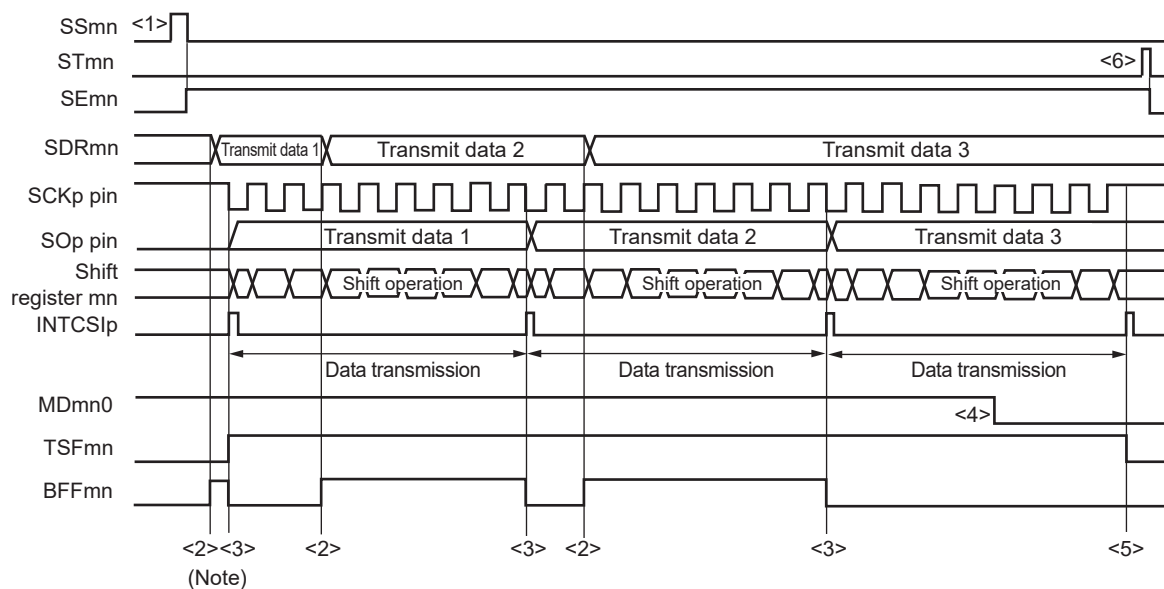 SSmn <1>
STmn <6>
SEmn
SDRmn Transmit data 1 Transmit data 2 Transmit data 3
SCKp pin
SOp pin Transmit data 1 Transmit data 2 Transmit data 3
Shift
register mn Shift operation Shift operation Shift operation
INTCSIp
Data transmission Data transmission Data transmission
MDmn0 <4>
TSFmn
BFFmn
<2> <3> <2> <3> <2> <3> <5>
(Note)